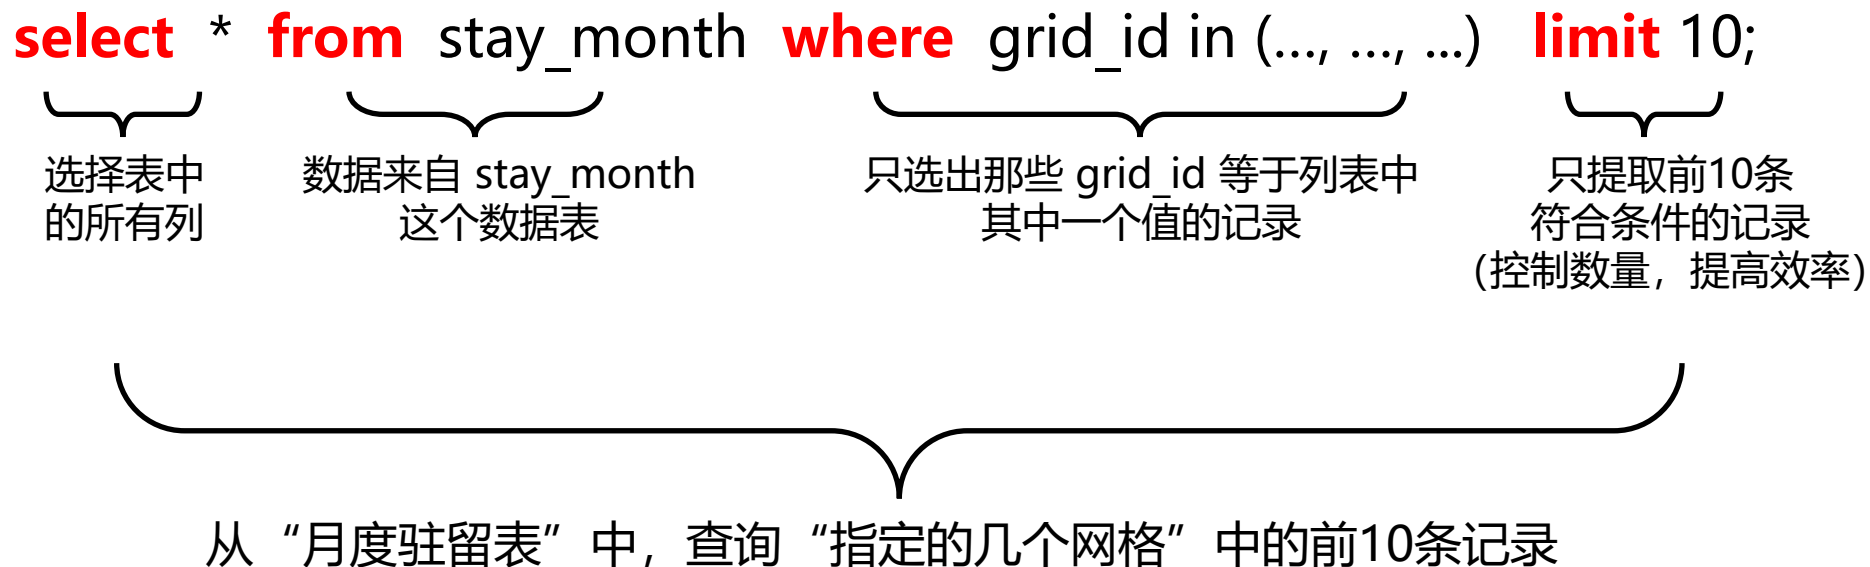 select * from stay_month where grid_id in (..., ..., ...) limit 10;
选择表中
的所有列
数据来自 stay_month
这个数据表
只选出那些 grid_id 等于列表中
其中一个值的记录
只提取前10条
符合条件的记录
（控制数量，提高效率）
从“月度驻留表”中，查询“指定的几个网格”中的前10条记录